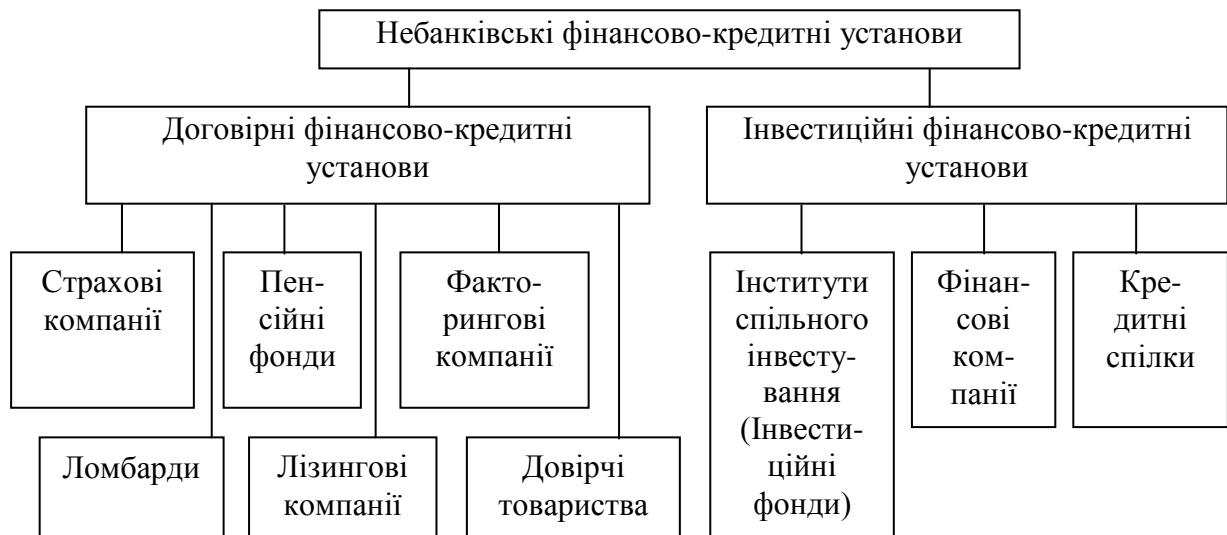 Небанківські фінансово-кредитні установи
Договірні фінансово-кредитні
установи
Інвестиційні фінансово-кредитні
установи
Страхові
компанії
Пен-
сійні
фонди
Факто-
рингові
компанії
Інститути
спільного
інвесту-
вання
(Інвести-
ційні
фонди)
Фінан-
сові
ком-
панії
Кре-
дитні
спілки
Ломбарди
Лізингові
компанії
Довірчі
товариства